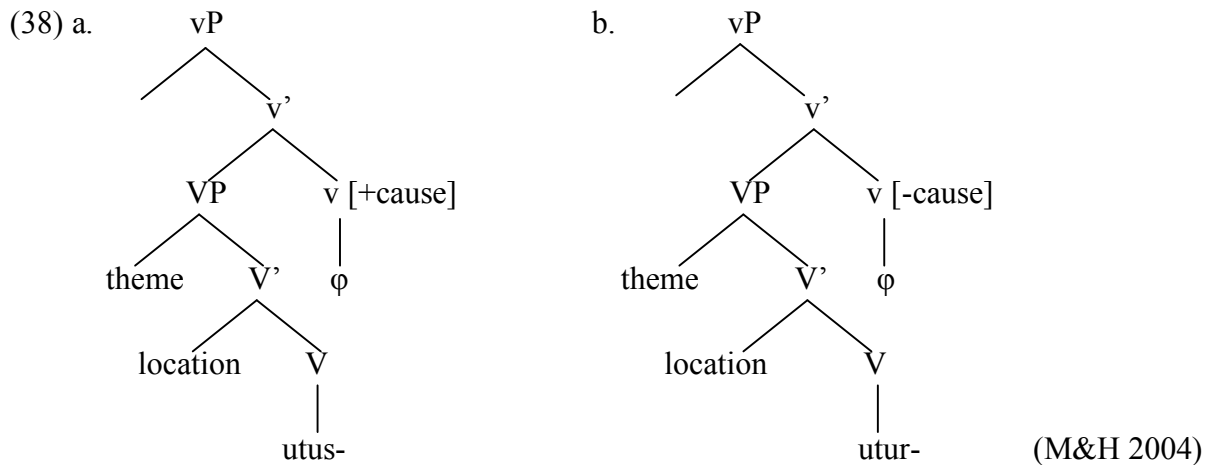 (38) a. vP b. vP
v’ v’
VP v [+cause] VP v [-cause]
theme V’ φ theme V’ φ
location V location V
utus- utur- (M&H 2004)